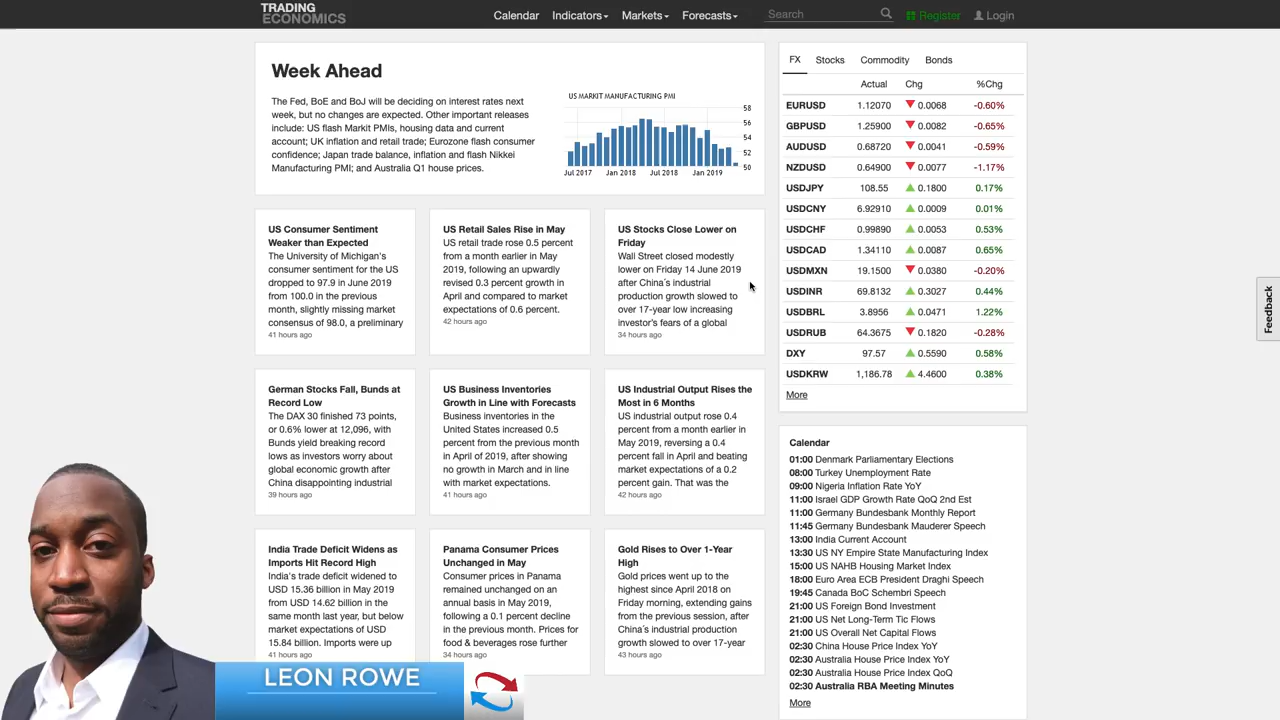 TRADING
ECONOMICS
Calendar
Indicators
Markets
Forecasts
Search
Register
Login
Week Ahead
The Fed, BoE and BoJ will be deciding on interest rates next
week, but no changes are expected. Other important releases
include: US flash Markit PMIs, housing data and current
account; UK inflation and retail trade; Eurozone flash consumer
confidence; Japan trade balance, inflation and flash Nikkei
Manufacturing PMI; and Australia Q1 house prices.
US MARKIT MANUFACTURING PMI
58
56
54
52
50
Jul 2017
Jan 2018
Jul 2018
Jan 2019
US Consumer Sentiment
Weaker than Expected
The University of Michigan's
consumer sentiment for the US
dropped to 97.9 in June 2019
from 100.0 in the previous
month, slightly missing market
consensus of 98.0, a preliminary
41 hours ago
US Retail Sales Rise in May
US retail trade rose 0.5 percent
from a month earlier in May
2019, following an upwardly
revised 0.3 percent growth in
April and compared to market
expectations of 0.6 percent.
42 hours ago
US Stocks Close Lower on
Friday
Wall Street closed modestly
lower on Friday 14 June 2019
after China´s industrial
production growth slowed to
over 17-year low increasing
investor's fears of a global
34 hours ago
German Stocks Fall, Bunds at
Record Low
The DAX 30 finished 73 points,
or 0.6% lower at 12,096, with
Bunds yield breaking record
lows as investors worry about
global economic growth after
China disappointing industrial
39 hours ago
US Business Inventories
Growth in Line with Forecasts
Business inventories in the
United States increased 0.5
percent from the previous month
in April of 2019, after showing
no growth in March and in line
with market expectations.
41 hours ago
US Industrial Output Rises the
Most in 6 Months
US industrial output rose 0.4
percent from a month earlier in
May 2019, reversing a 0.4
percent fall in April and beating
market expectations of a 0.2
percent gain. That was the
42 hours ago
India Trade Deficit Widens as
Imports Hit Record High
India's trade deficit widened to
USD 15.36 billion in May 2019
from USD 14.62 billion in the
same month last year, but below
market expectations of USD
15.84 billion. Imports were up
41 hours ago
Panama Consumer Prices
Unchanged in May
Consumer prices in Panama
remained unchanged on an
annual basis in May 2019,
following a 0.1 percent decline
in the previous month. Prices for
food & beverages rose further
34 hours ago
Gold Rises to Over 1-Year
High
Gold prices went up to the
highest since April 2018 on
Friday morning, extending gains
from the previous session, after
China's industrial production
growth slowed to over 17-year
43 hours ago
FX Stocks Commodity Bonds
Actual Chg %Chg
EURUSD 1.12070 0.0068 -0.60%
GBPUSD 1.25900 0.0082 -0.65%
AUDUSD 0.68720 0.0041 -0.59%
NZDUSD 0.64900 0.0077 -1.17%
USDJPY 108.55 0.1800 0.17%
USDCNY 6.92910 0.0009 0.01%
USDCHF 0.99890 0.0053 0.53%
USDCAD 1.34110 0.0087 0.65%
USDMXN 19.1500 0.0380 -0.20%
USDINR 69.8132 0.3027 0.44%
USDBRL 3.8956 0.0471 1.22%
USDRUB 64.3675 0.1820 -0.28%
DXY 97.57 0.5590 0.58%
USDKRW 1,186.78 4.4600 0.38%
More
Calendar
01:00 Denmark Parliamentary Elections
08:00 Turkey Unemployment Rate
09:00 Nigeria Inflation Rate YoY
11:00 Israel GDP Growth Rate QoQ 2nd Est
11:00 Germany Bundesbank Monthly Report
11:45 Germany Bundesbank Mauderer Speech
13:00 India Current Account
13:30 US NY Empire State Manufacturing Index
15:00 US NAHB Housing Market Index
18:00 Euro Area ECB President Draghi Speech
19:45 Canada BoC Schembri Speech
21:00 US Foreign Bond Investment
21:00 US Net Long-Term Tic Flows
21:00 US Overall Net Capital Flows
02:30 China House Price Index YoY
02:30 Australia House Price Index YoY
02:30 Australia House Price Index QoQ
02:30 Australia RBA Meeting Minutes
More
Feedback
LEON ROWE